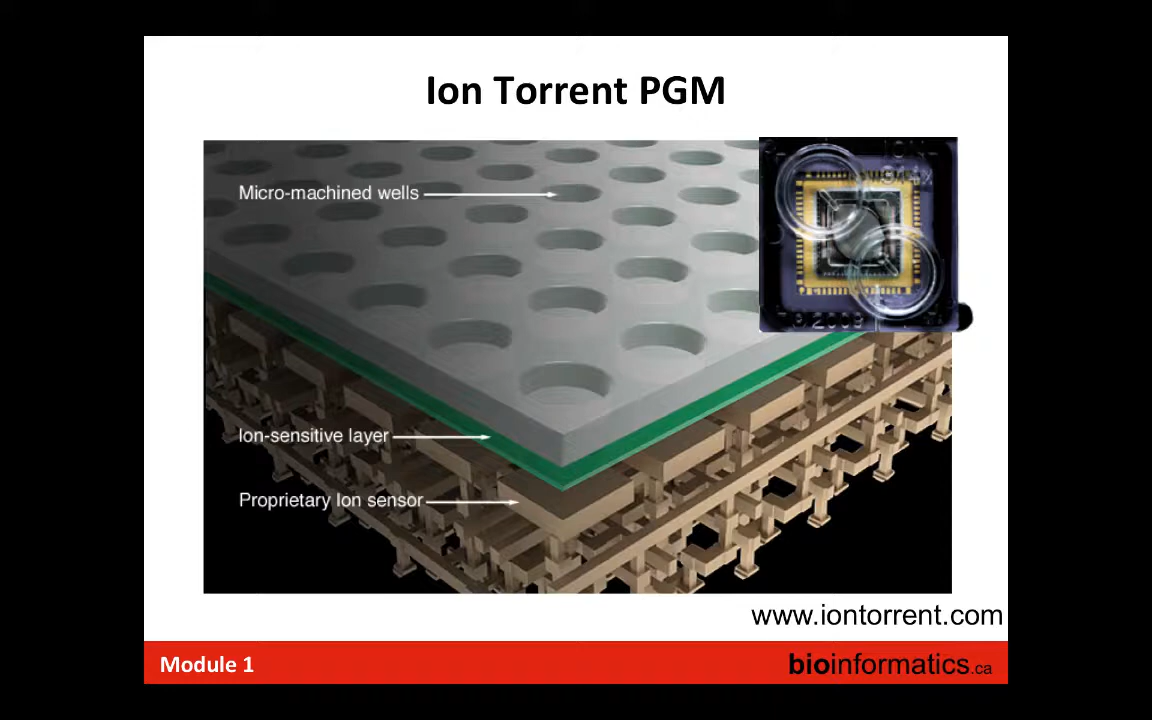 Ion Torrent PGM
Micro-machined wells
Ion-sensitive layer
Proprietary Ion sensor
2009
www.iontorrent.com
Module 1
bioinformatics.ca